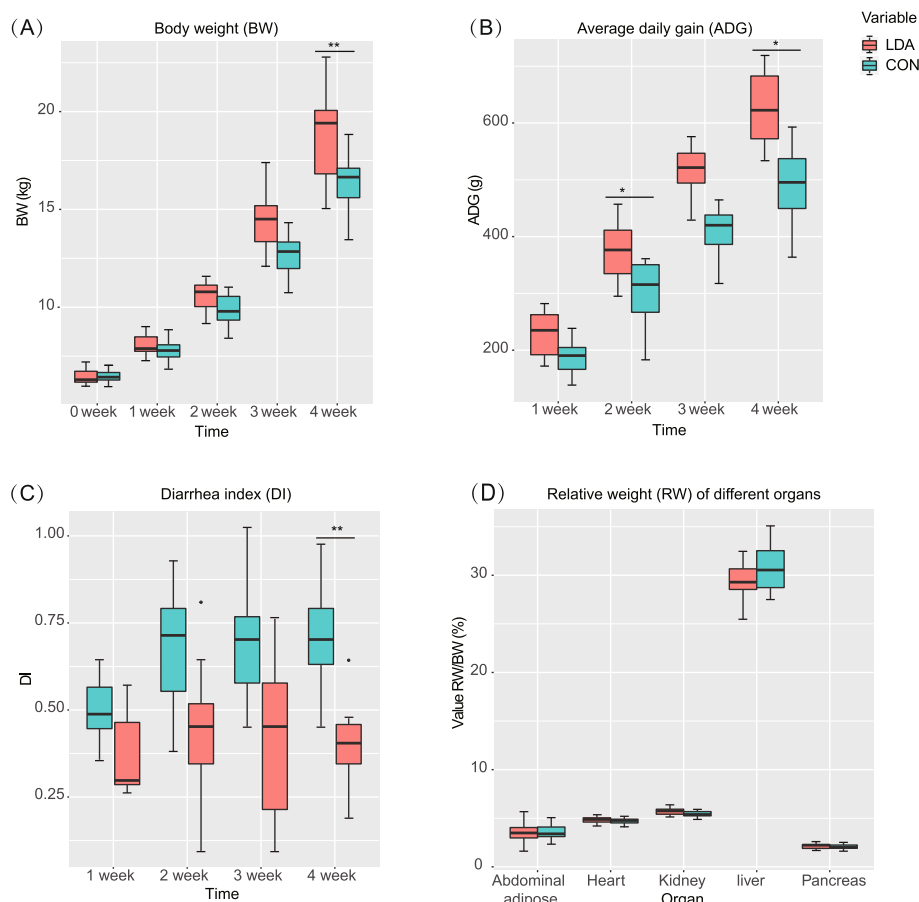 (A)
Body weight (BW)
**
20
15
10
BW (kg)
0 week 1 week 2 week 3 week 4 week
Time
(B)
Average daily gain (ADG)
*
*
600
400
200
ADG (g)
1 week 2 week 3 week 4 week
Time
Variable
LDA
CON
(C)
Diarrhea index (DI)
**
1.00
0.75
0.50
0.25
DI
1 week 2 week 3 week 4 week
Time
(D)
Relative weight (RW) of different organs
30
20
10
0
Value RW/BW (%)
Abdominal Heart Kidney liver Pancreas
adipose
Organ